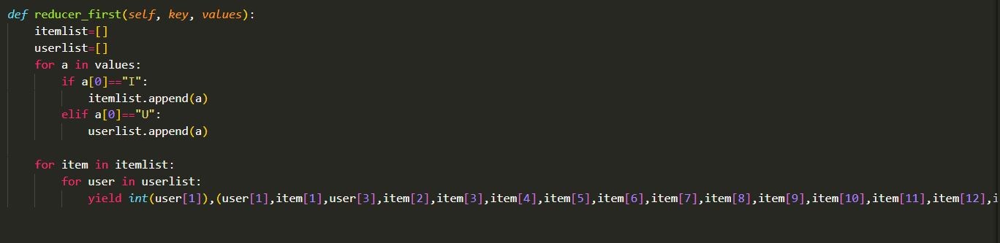 def reducer_first(self, key, values):
    itemlist=[]
    userlist=[]
    for a in values:
        if a[0]=="I":
            itemlist.append(a)
        elif a[0]=="U":
            userlist.append(a)
    for item in itemlist:
        for user in userlist:
            yield int(user[1]),(user[1],item[1],user[3],item[2],item[3],item[4],item[5],item[6],item[7],item[8],item[9],item[10],item[11],item[12],i